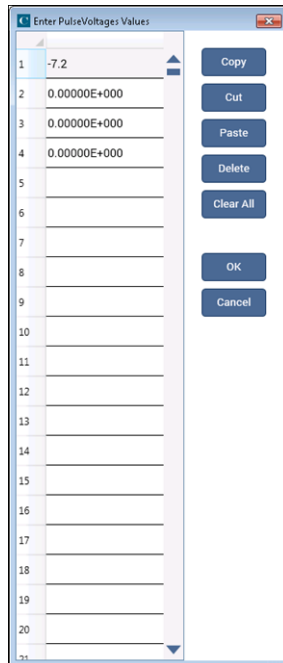 C Enter PulseVoltages Values
1 -7.2
2 0.00000E+000
3 0.00000E+000
4 0.00000E+000
5
6
7
8
9
10
11
12
13
14
15
16
17
18
19
20
21
Copy
Cut
Paste
Delete
Clear All
OK
Cancel